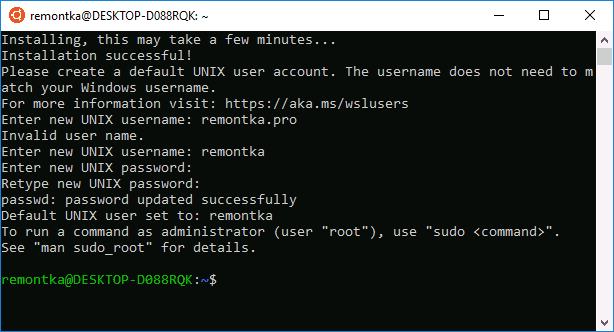 remontka@DESKTOP-D088RQK: ~
Installing, this may take a few minutes...
Installation successful!
Please create a default UNIX user account. The username does not need to m
atch your Windows username.
For more information visit: https://aka.ms/wslusers
Enter new UNIX username: remontka.pro
Invalid user name.
Enter new UNIX username: remontka
Enter new UNIX password:
Retype new UNIX password:
passwd: password updated successfully
Default UNIX user set to: remontka
To run a command as administrator (user "root"), use "sudo <command>".
See "man sudo_root" for details.
remontka@DESKTOP-D088RQK:~$